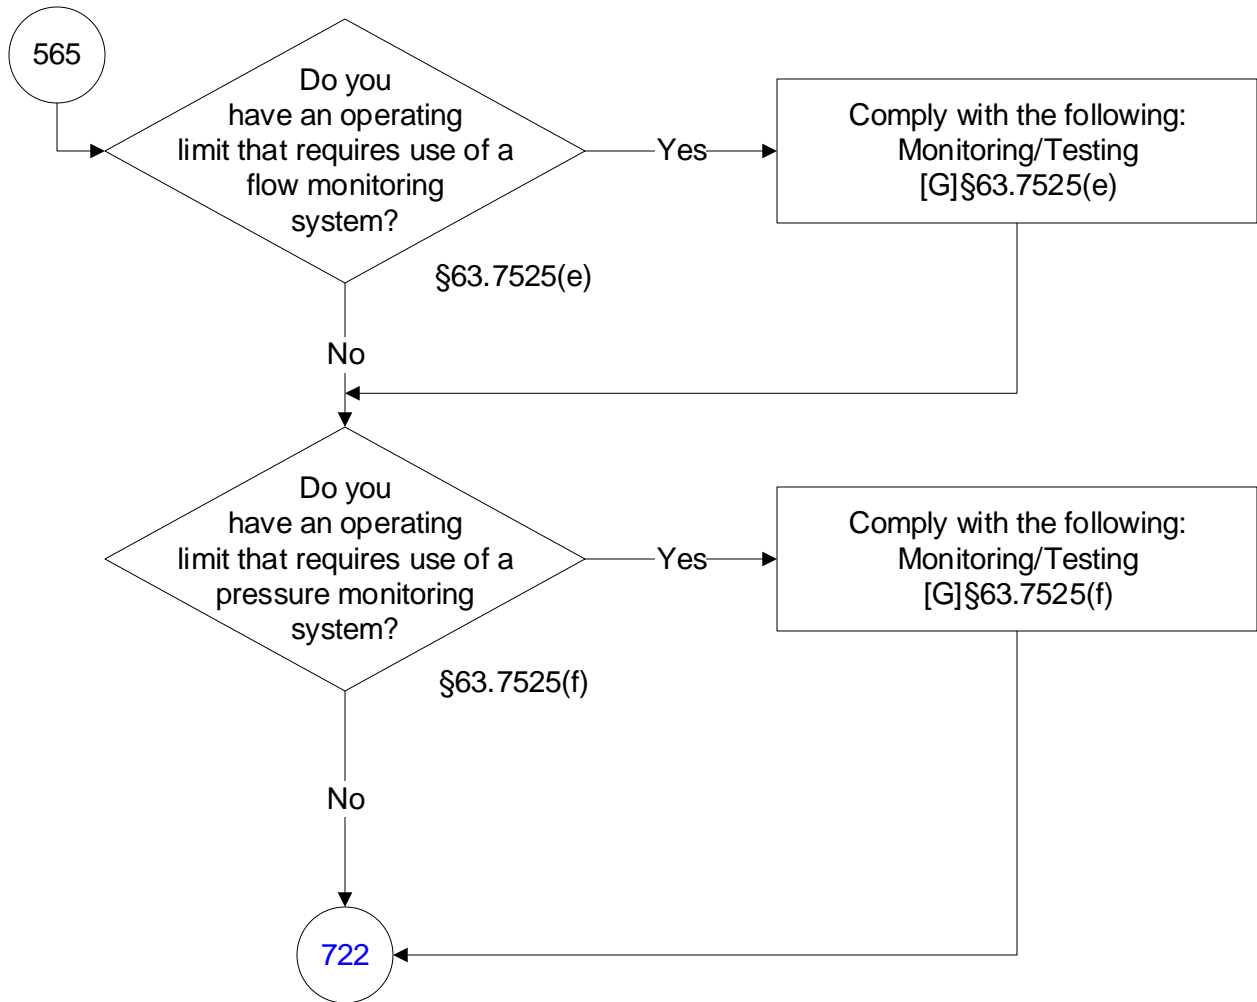 565
Do you
have an operating
limit that requires use of a
flow monitoring
system?
Yes
Comply with the following:
Monitoring/Testing
[G]§63.7525(e)
§63.7525(e)
No
Do you
have an operating
limit that requires use of a
pressure monitoring
system?
Yes
Comply with the following:
Monitoring/Testing
[G]§63.7525(f)
§63.7525(f)
No
722